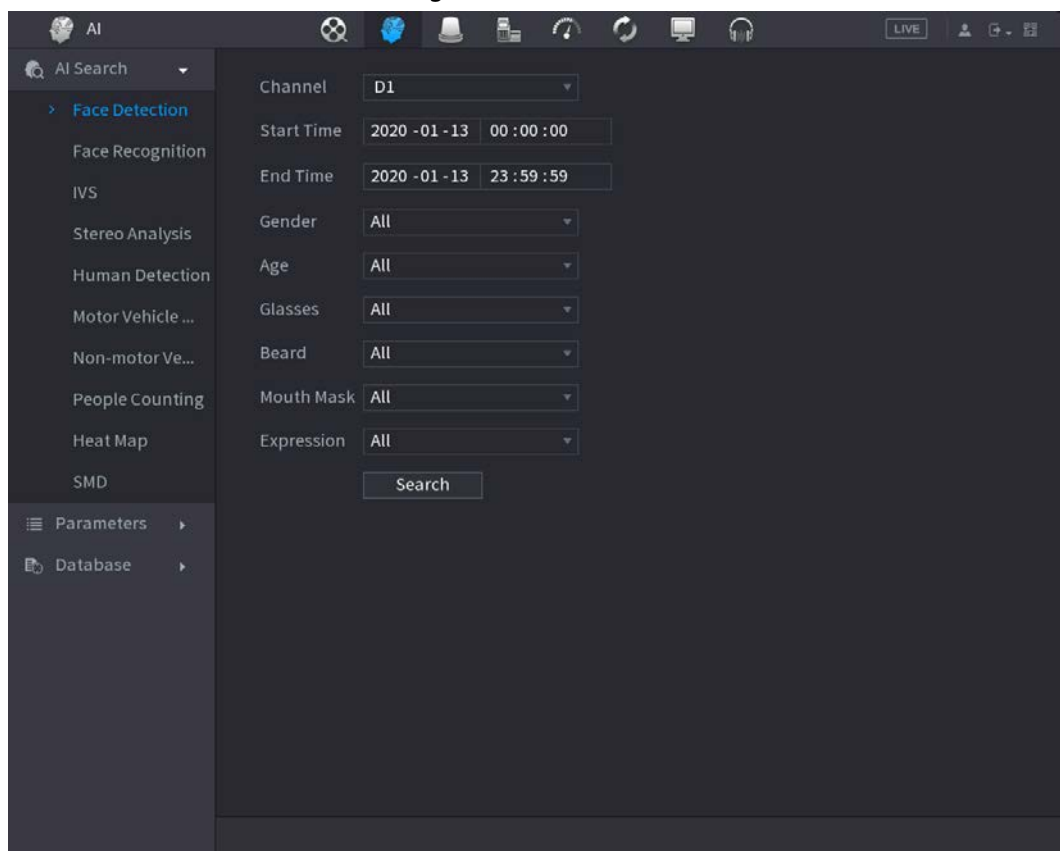 AI
LIVE
AI Search
Face Detection
Face Recognition
IVS
Stereo Analysis
Human Detection
Motor Vehicle ...
Non-motor Ve...
People Counting
Heat Map
SMD
Parameters
Database
Channel D1
Start Time 2020 -01 -13 00 :00 :00
End Time 2020 -01 -13 23 :59 :59
Gender All
Age All
Glasses All
Beard All
Mouth Mask All
Expression All
Search